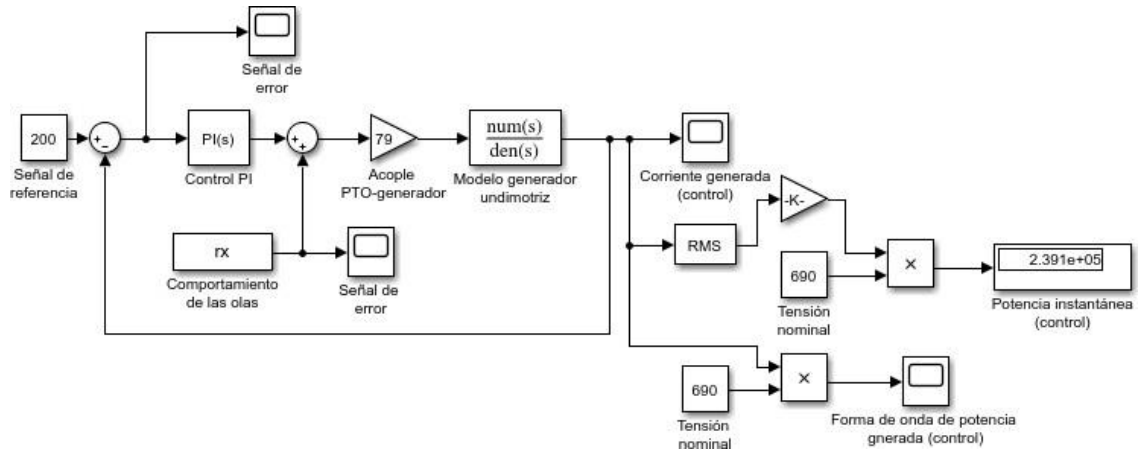 Señal de
error
200
Señal de
referencia
+
−
PI(s)
Control PI
+
+
79
Acople
PTO-generador
num(s)
den(s)
Modelo generador
undimotriz
Corriente generada
(control)
rx
Comportamiento
de las olas
Señal de
error
RMS
-K-
690
Tensión
nominal
×
2.391e+05
Potencia instantánea
(control)
690
Tensión
nominal
×
Forma de onda de potencia
gnerada (control)